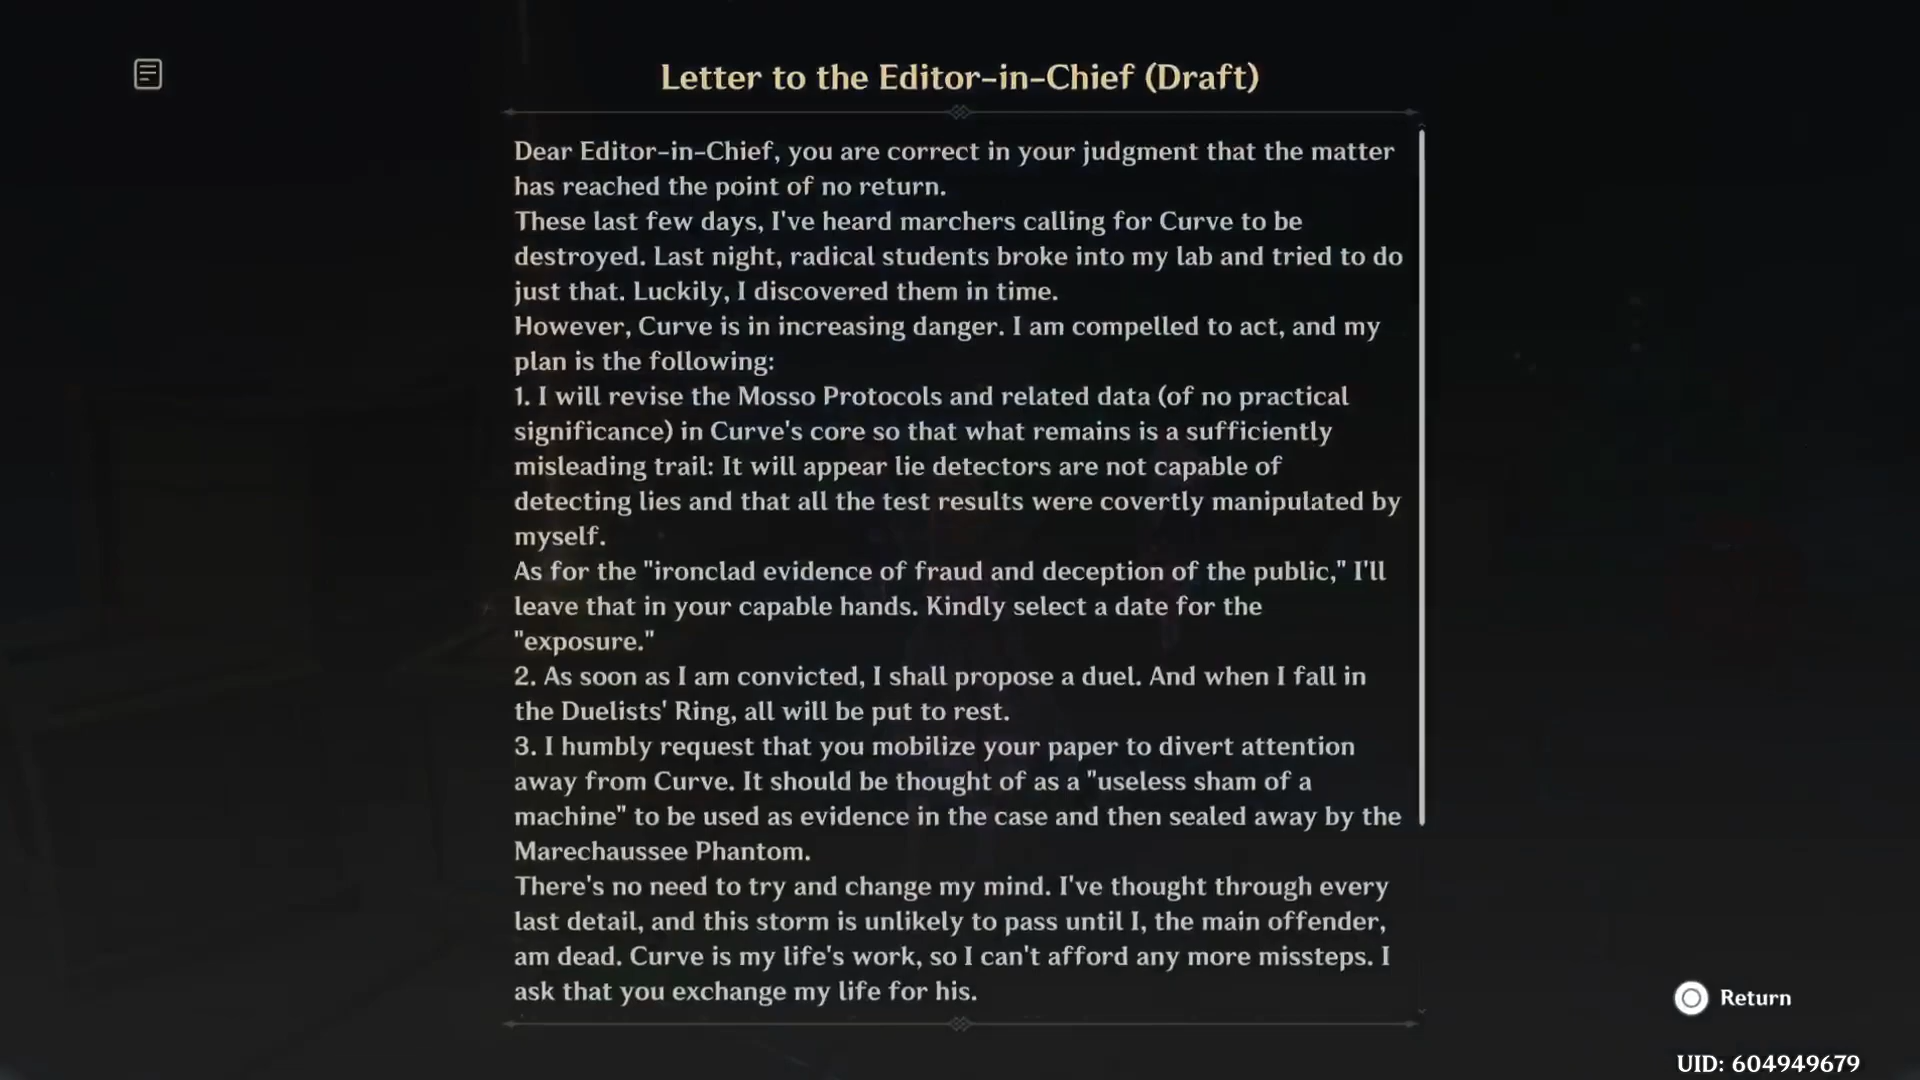 Letter to the Editor-in-Chief (Draft)
Dear Editor-in-Chief, you are correct in your judgment that the matter
has reached the point of no return.
These last few days, I've heard marchers calling for Curve to be
destroyed. Last night, radical students broke into my lab and tried to do
just that. Luckily, I discovered them in time.
However, Curve is in increasing danger. I am compelled to act, and my
plan is the following:
1. I will revise the Mosso Protocols and related data (of no practical
significance) in Curve's core so that what remains is a sufficiently
misleading trail: It will appear lie detectors are not capable of
detecting lies and that all the test results were covertly manipulated by
myself.
As for the "ironclad evidence of fraud and deception of the public," I'll
leave that in your capable hands. Kindly select a date for the
"exposure."
2. As soon as I am convicted, I shall propose a duel. And when I fall in
the Duelists' Ring, all will be put to rest.
3. I humbly request that you mobilize your paper to divert attention
away from Curve. It should be thought of as a "useless sham of a
machine" to be used as evidence in the case and then sealed away by the
Marechaussee Phantom.
There's no need to try and change my mind. I've thought through every
last detail, and this storm is unlikely to pass until I, the main offender,
am dead. Curve is my life's work, so I can't afford any more missteps. I
ask that you exchange my life for his.
Return
UID: 604949679